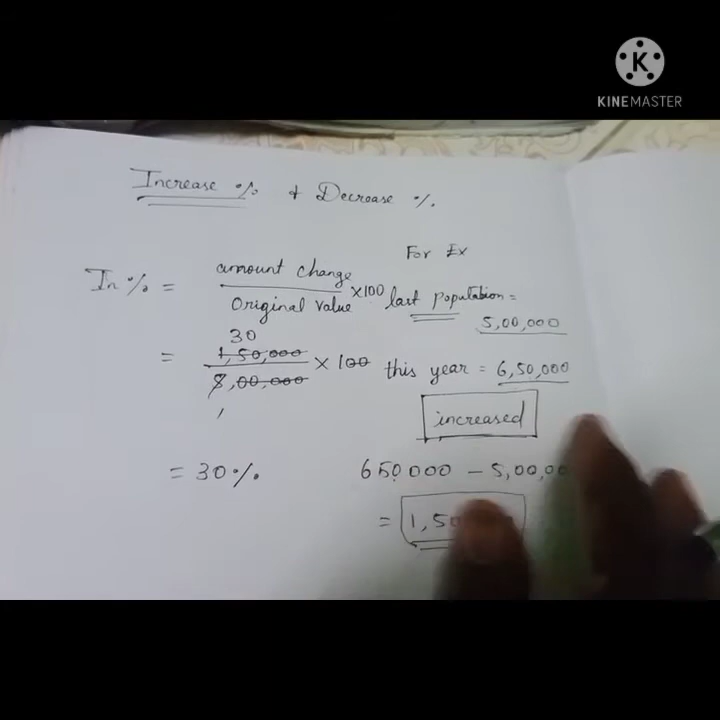 KINEMASTER
Increase % & Decrease %.
For Ex
In % = amount change / Original value ×100
last population = 5,00,000
= 1,50,000 / 5,00,000 × 100
30
1
this year = 6,50,000
increased
= 30%
650000 – 5,00,00
= 1,50